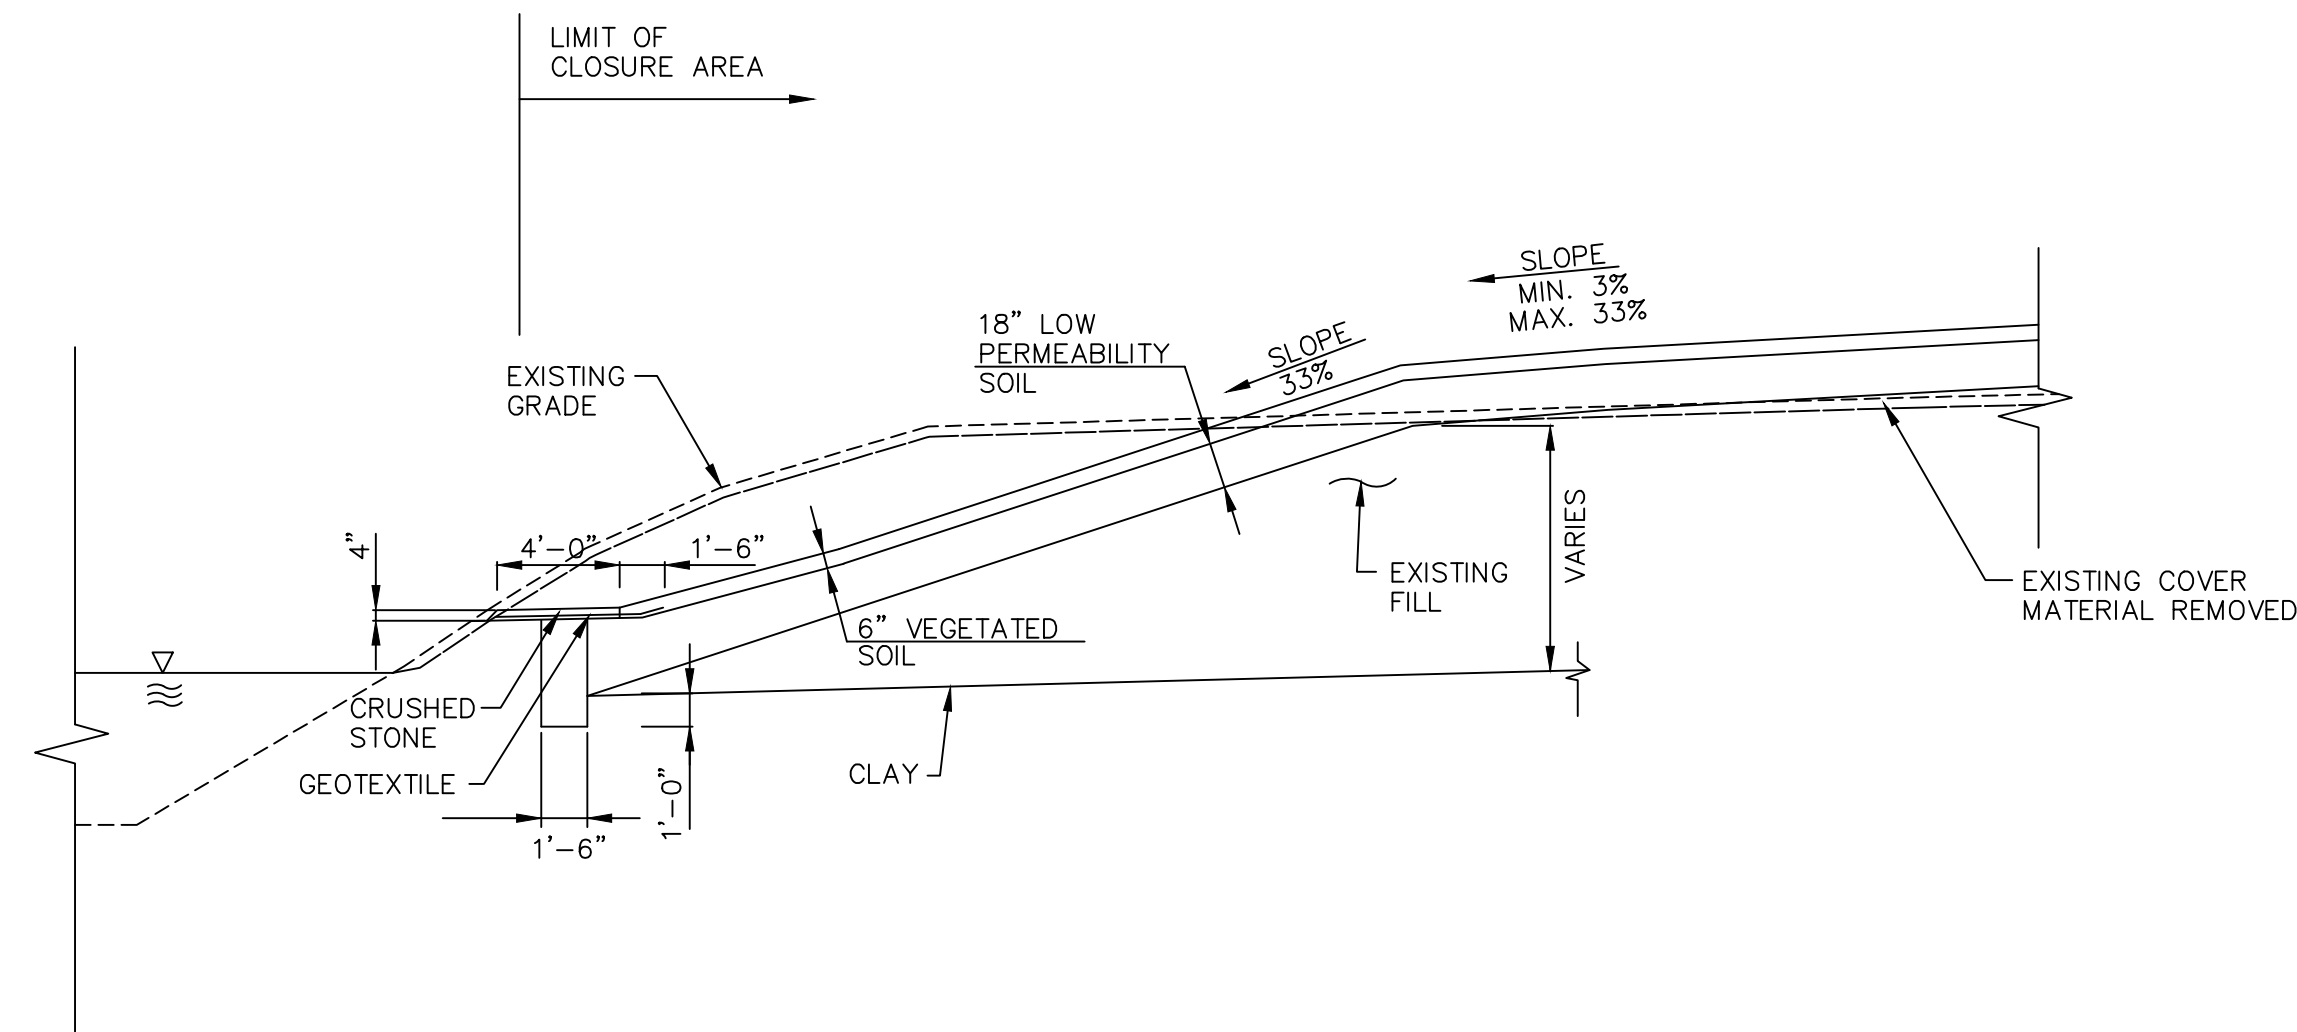 LIMIT OF
CLOSURE AREA
SLOPE
MIN. 3%
MAX. 33%
18” LOW
PERMEABILITY
SOIL
SLOPE
33%
EXISTING
GRADE
4”
4’-0”
1’-6”
VARIES
EXISTING
FILL
EXISTING COVER
MATERIAL REMOVED
6” VEGETATED
SOIL
CRUSHED
STONE
GEOTEXTILE
CLAY
1’-0”
1’-6”